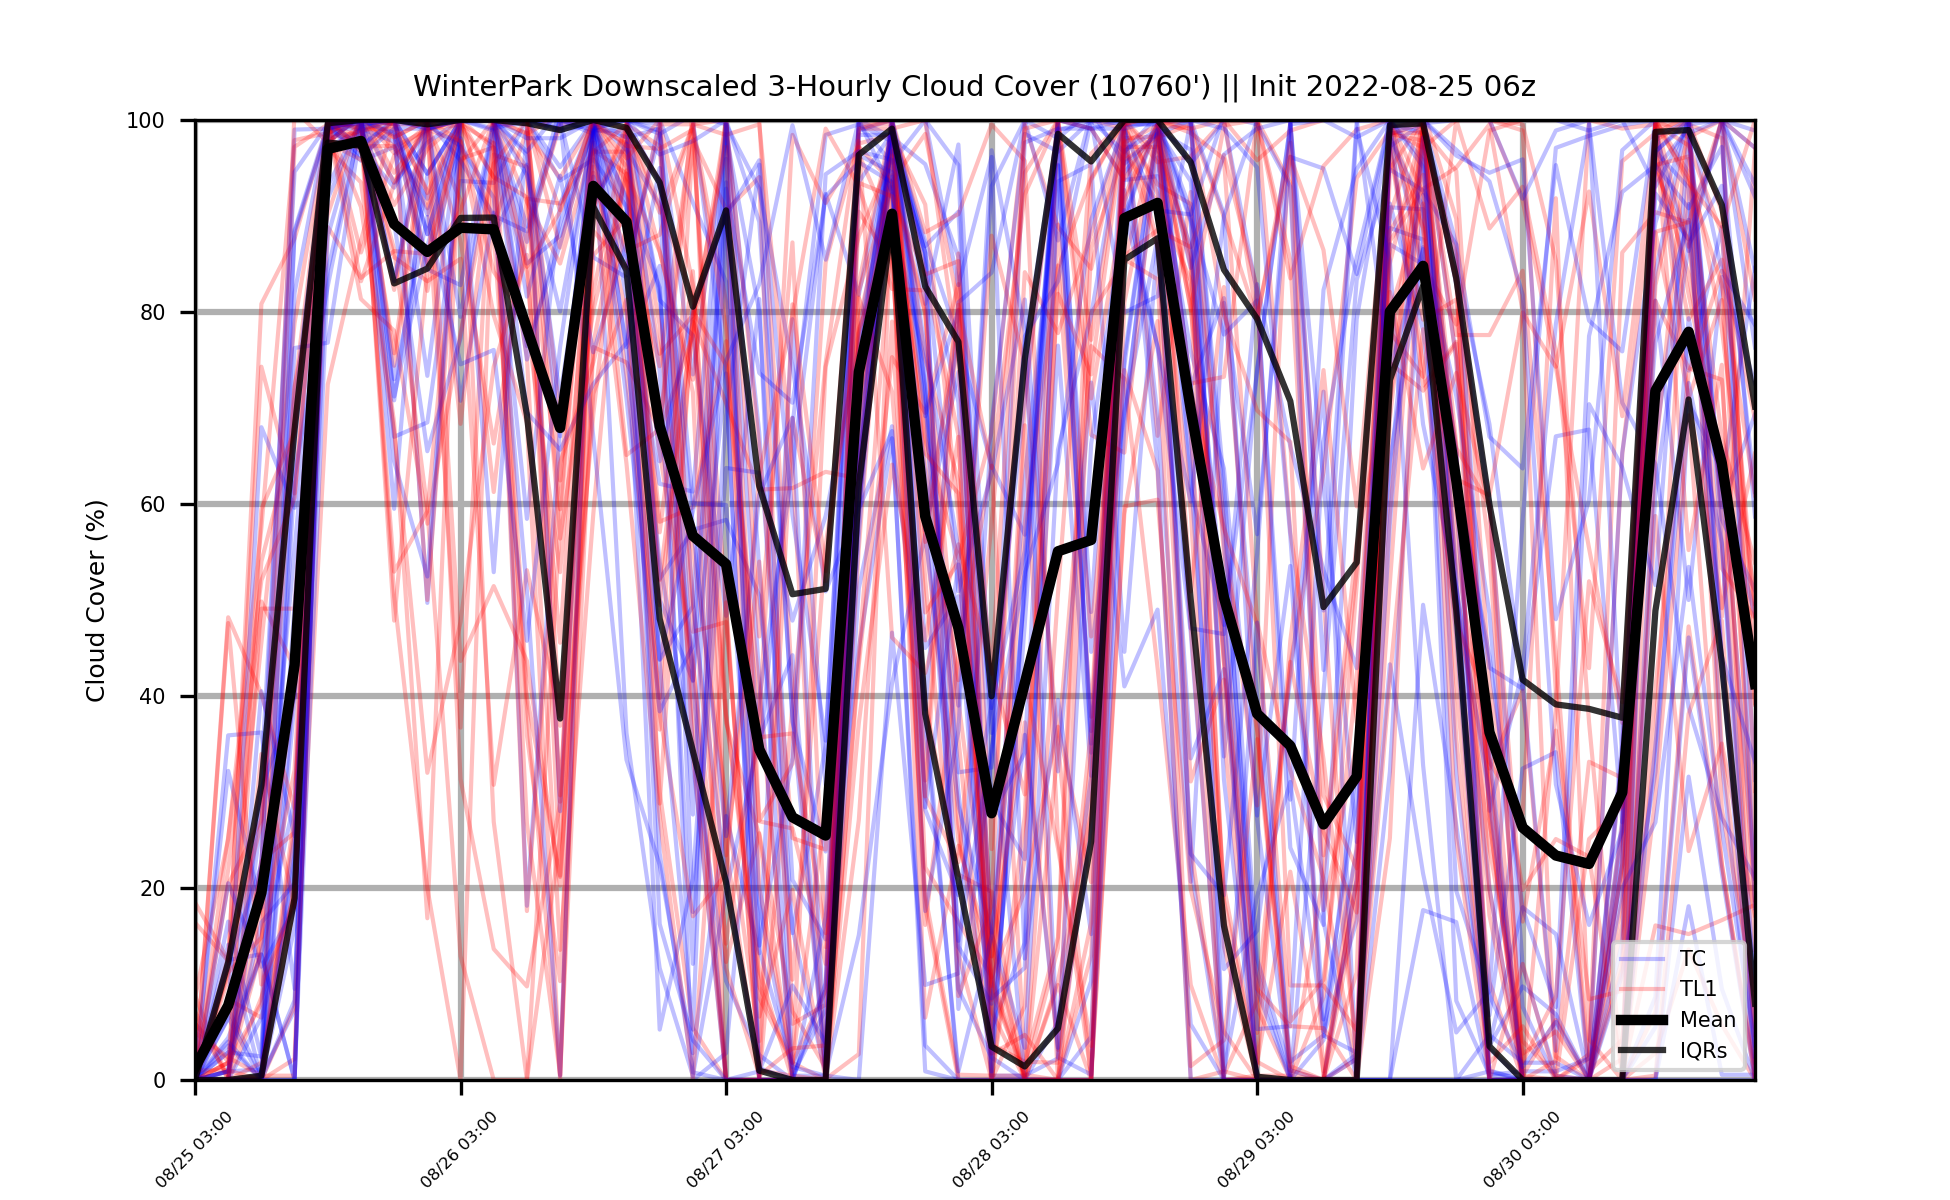 WinterPark Downscaled 3-Hourly Cloud Cover (10760') || Init 2022-08-25 06z
Cloud Cover (%)
100
80
60
40
20
0
TC
TL1
Mean
IQRs
08/25 03:00
08/26 03:00
08/27 03:00
08/28 03:00
08/29 03:00
08/30 03:00